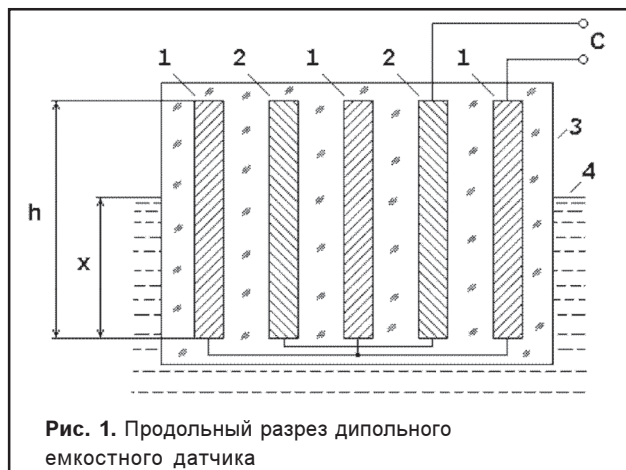 C
1 2 1 2 1
3
4
h
x
Рис. 1. Продольный разрез дипольного
емкостного датчика